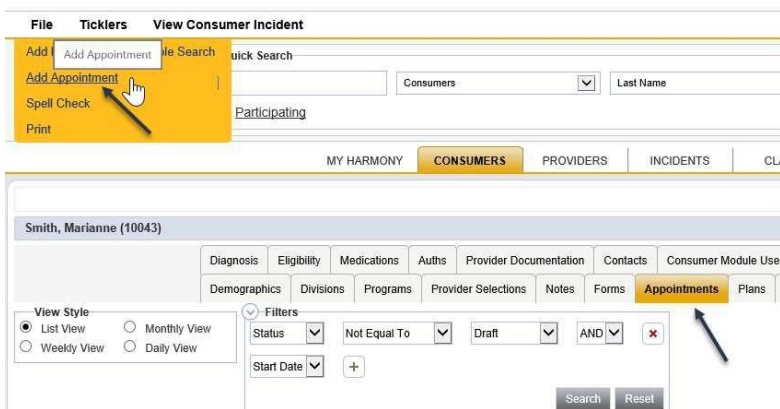 File Ticklers View Consumer Incident
Add Appointment le Search
Quick Search
Add Appointment
Consumers Last Name
Spell Check
Participating
Print
MY HARMONY CONSUMERS PROVIDERS INCIDENTS
Smith, Marianne (10043)
Diagnosis Eligibility Medications Auths Provider Documentation Contacts Consumer Module Use
Demographics Divisions Programs Provider Selections Notes Forms Appointments Plans
View Style
Filters
List View Monthly View
Status Not Equal To Draft AND
Weekly View Daily View
Start Date +
Search Reset